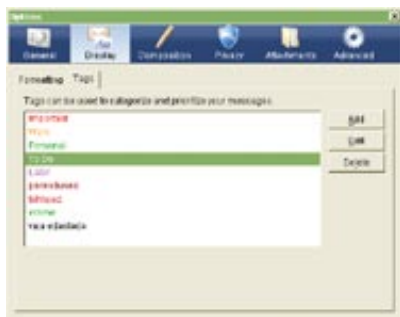 Options
General Display Composition Privacy Attachments Advanced
Formatting Tags
Tags can be used to categorize and prioritize your messages.
Important
Work
Personal
To Do
Later
Add
Edit
Delete